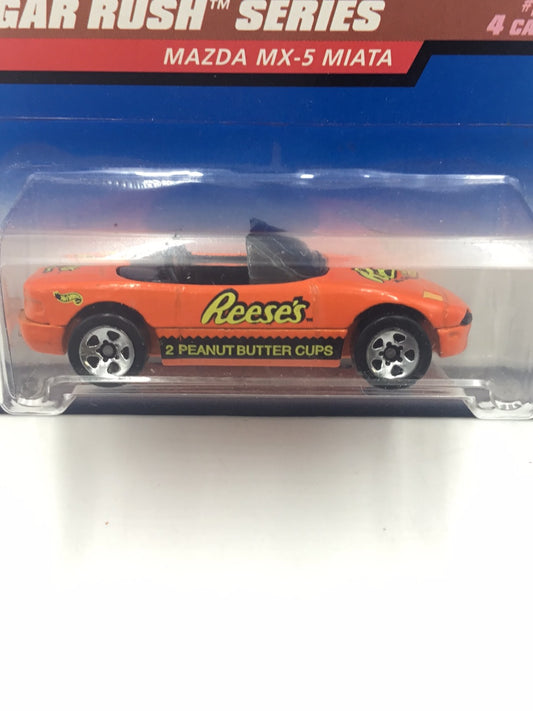 GAR RUSH™ SERIES
#
4 CA
MAZDA MX-5 MIATA
Reese's
2 PEANUT BUTTER CUPS